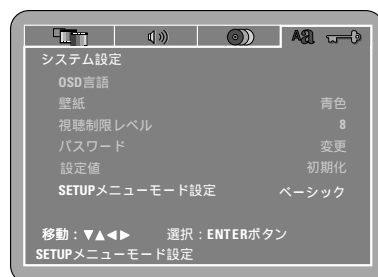 Aあ
システム設定
OSD言語
壁紙 青色
視聴制限レベル 8
パスワード 変更
設定値 初期化
SETUPメニューモード設定 ベーシック
移動：▼▲◀▶ 選択：ENTERボタン
SETUPメニューモード設定